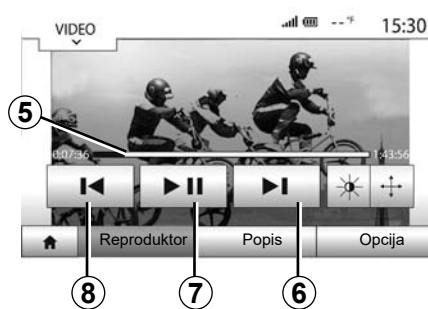 VIDEO
--°F
15:30
5
0:07:36
1:43:56
Reproduktor
Popis
Opcija
8
7
6